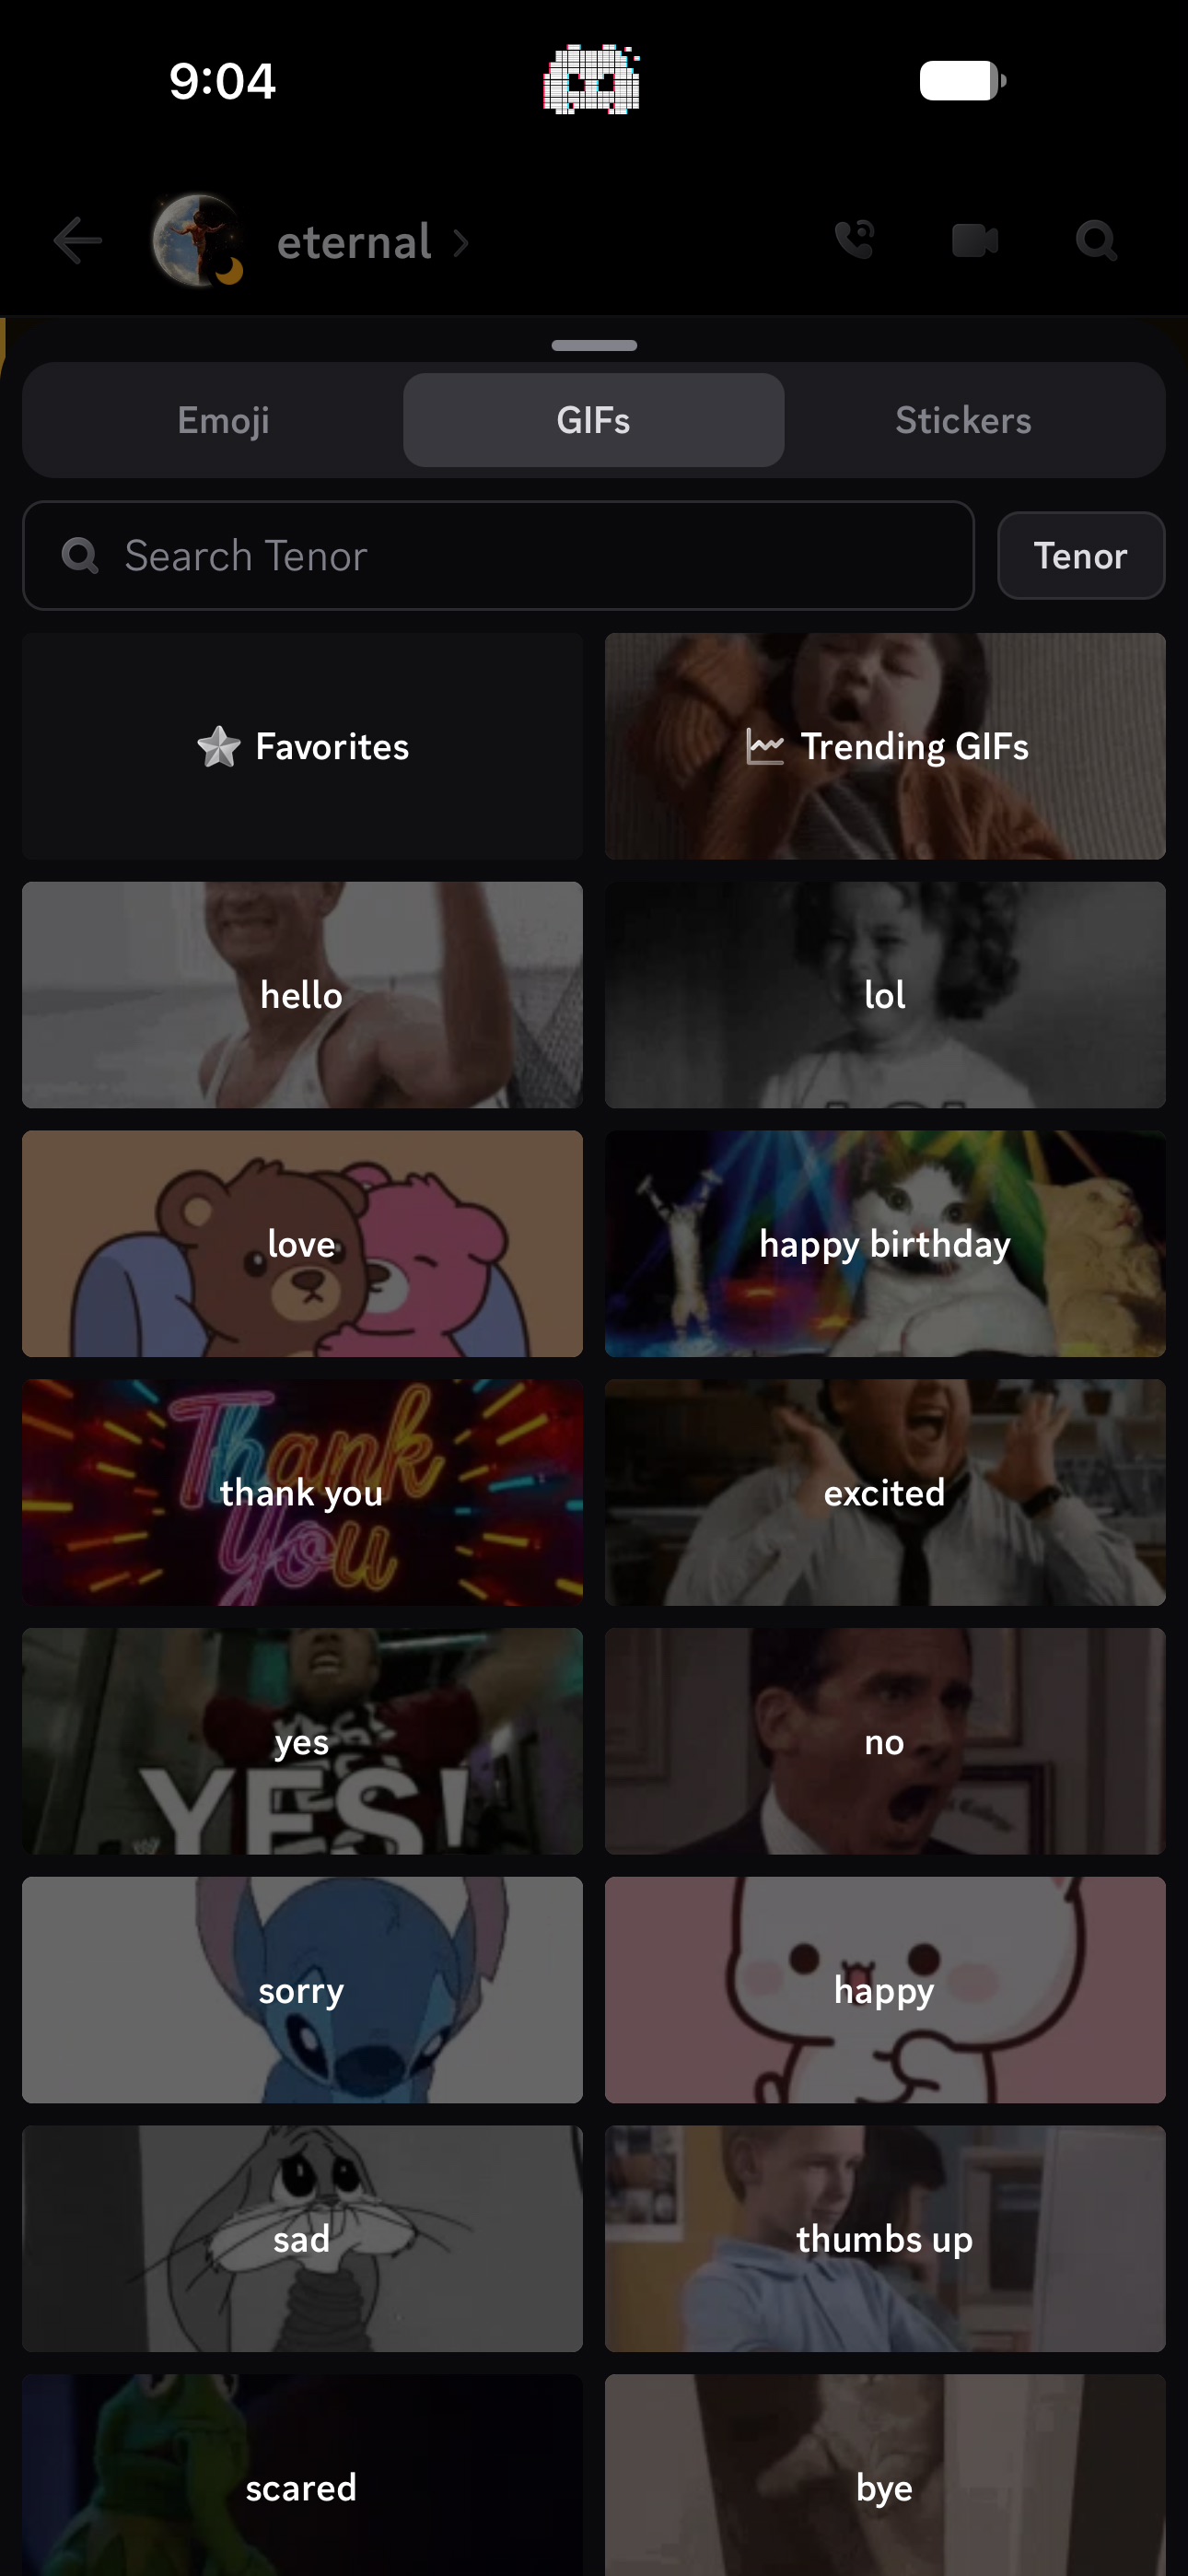 9:04
eternal
Emoji GIFs Stickers
Search Tenor Tenor
Favorites Trending GIFs
hello lol
love happy birthday
Thank
thank you excited
You
yes no
YES!
sorry happy
sad thumbs up
scared bye